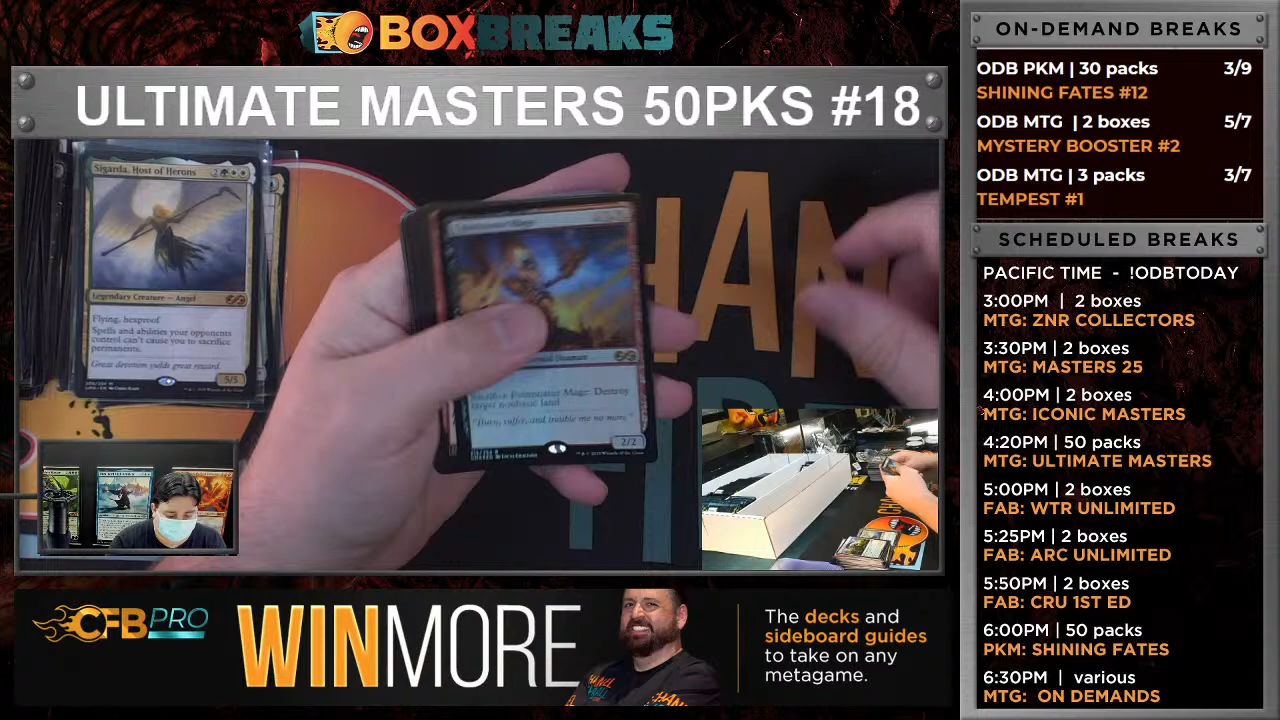 BOXBREAKS
ULTIMATE MASTERS 50PKS #18
Sigarda, Host of Herons
Legendary Creature — Angel
Flying, hexproof
Spells and abilities your opponents
control can't cause you to sacrifice
permanents.
Great devotion yields great reward.
5/5
Mage: Destroy
target nonbasic land
"Burn, suffer, and trouble me no more."
2/2
CFBPRO
WINMORE
The decks and
sideboard guides
to take on any
metagame.
ON-DEMAND BREAKS
ODB PKM | 30 packs 3/9
SHINING FATES #12
ODB MTG | 2 boxes 5/7
MYSTERY BOOSTER #2
ODB MTG | 3 packs 3/7
TEMPEST #1
SCHEDULED BREAKS
PACIFIC TIME - !ODBTODAY
3:00PM | 2 boxes
MTG: ZNR COLLECTORS
3:30PM | 2 boxes
MTG: MASTERS 25
4:00PM | 2 boxes
MTG: ICONIC MASTERS
4:20PM | 50 packs
MTG: ULTIMATE MASTERS
5:00PM | 2 boxes
FAB: WTR UNLIMITED
5:25PM | 2 boxes
FAB: ARC UNLIMITED
5:50PM | 2 boxes
FAB: CRU 1ST ED
6:00PM | 50 packs
PKM: SHINING FATES
6:30PM | various
MTG: ON DEMANDS